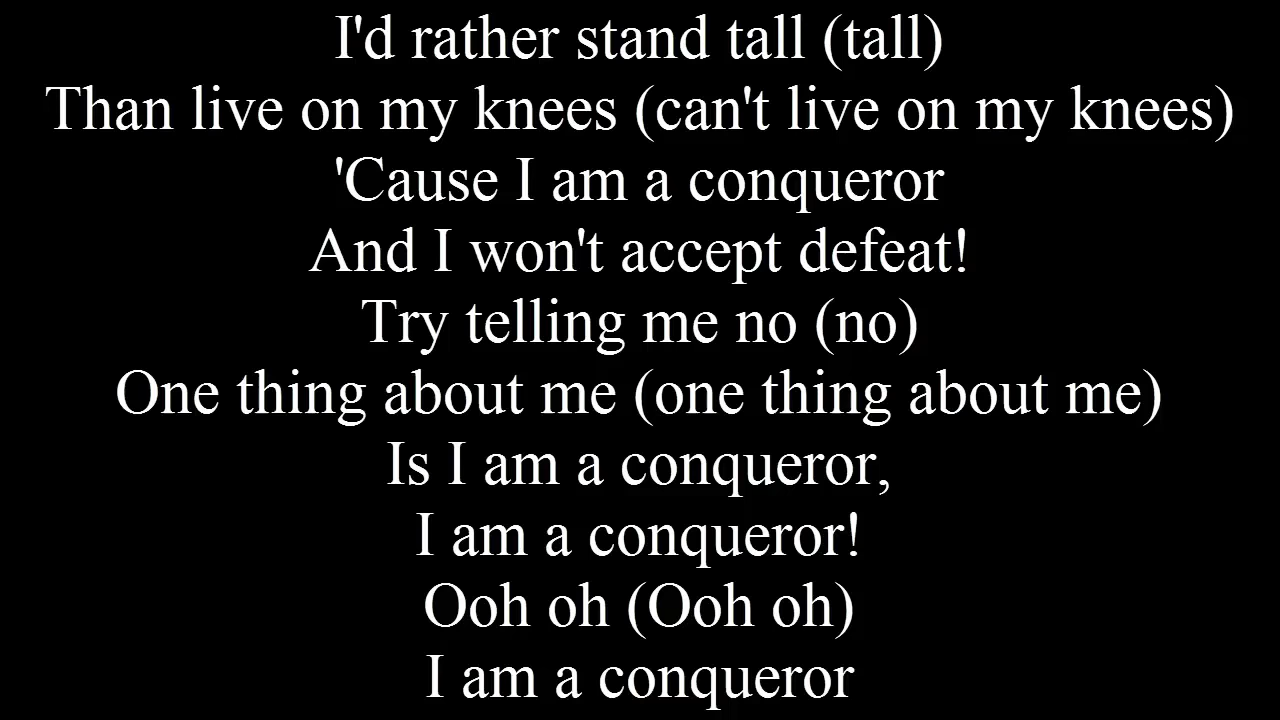 I'd rather stand tall (tall)
Than live on my knees (can't live on my knees)
'Cause I am a conqueror
And I won't accept defeat!
Try telling me no (no)
One thing about me (one thing about me)
Is I am a conqueror,
I am a conqueror!
Ooh oh (Ooh oh)
I am a conqueror